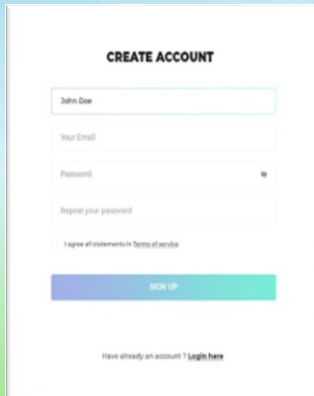 CREATE ACCOUNT
John Doe
Your Email
Password
Repeat your password
I agree all statements in Terms of service
SIGN UP
Have already an account ? Login here